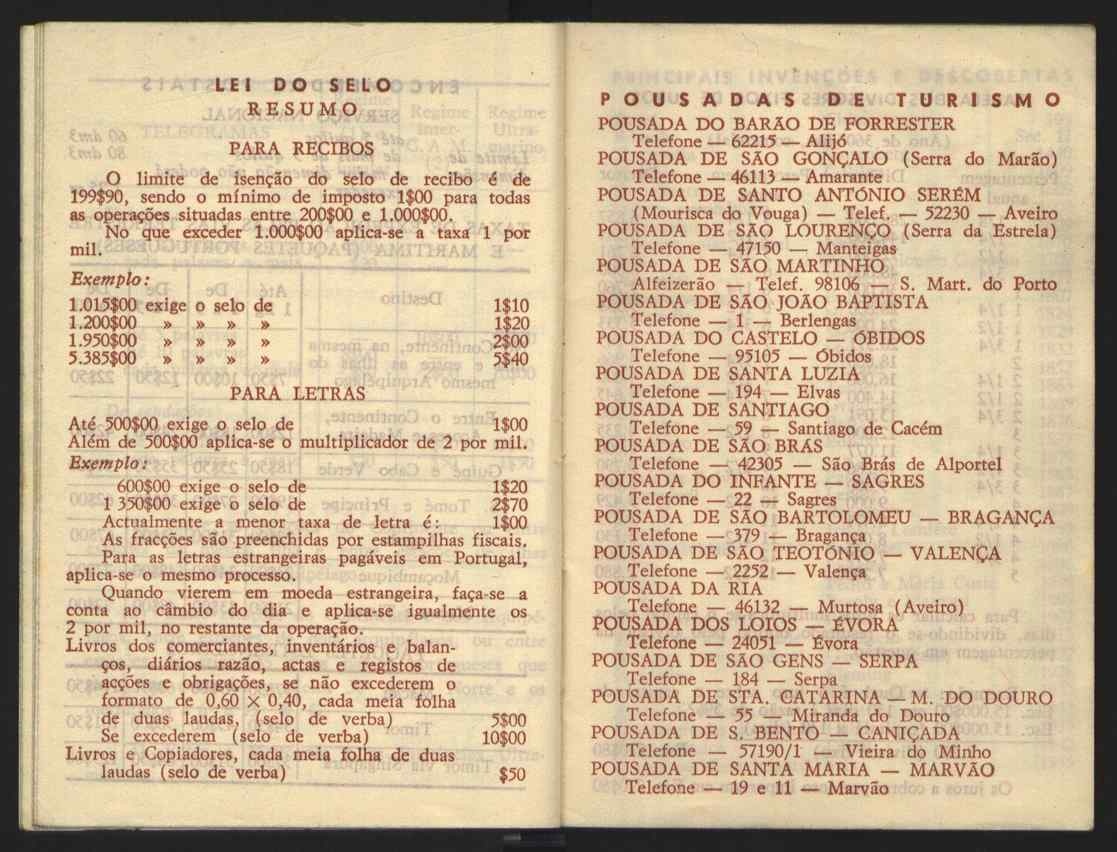 LEI DO SELO
RESUMO
PARA RECIBOS
O limite de isenção do selo de recibo é de
199$90, sendo o mínimo de imposto 1$00 para todas
as operações situadas entre 200$00 e 1.000$00.
No que exceder 1.000$00 aplica-se a taxa 1 por
mil.
Exemplo:
1.015$00 exige o selo de 1$10
1.200$00 » » » » 1$20
1.950$00 » » » » 2$00
5.385$00 » » » » 5$40
PARA LETRAS
Até 500$00 exige o selo de 1$00
Além de 500$00 aplica-se o multiplicador de 2 por mil.
Exemplo:
600$00 exige o selo de 1$20
1 350$00 exige o selo de 2$70
Actualmente a menor taxa de letra é: 1$00
As fracções são preenchidas por estampilhas fiscais.
Para as letras estrangeiras pagáveis em Portugal,
aplica-se o mesmo processo.
Quando vierem em moeda estrangeira, faça-se a
conta ao câmbio do dia e aplica-se igualmente os
2 por mil, no restante da operação.
Livros dos comerciantes, inventários e balan-
ços, diários razão, actas e registos de
acções e obrigações, se não excederem o
formato de 0,60 × 0,40, cada meia folha
de duas laudas, (selo de verba) 5$00
Se excederem (selo de verba) 10$00
Livros e Copiadores, cada meia folha de duas
laudas (selo de verba) $50
POUSADAS DE TURISMO
POUSADA DO BARÃO DE FORRESTER
Telefone — 62215 — Alijó
POUSADA DE SÃO GONÇALO (Serra do Marão)
Telefone — 46113 — Amarante
POUSADA DE SANTO ANTÓNIO SERÉM
(Mourisca do Vouga) — Telef. — 52230 — Aveiro
POUSADA DE SÃO LOURENÇO (Serra da Estrela)
Telefone — 47150 — Manteigas
POUSADA DE SÃO MARTINHO
Alfeizerão — Telef. 98106 — S. Mart. do Porto
POUSADA DE SÃO JOÃO BAPTISTA
Telefone — 1 — Berlengas
POUSADA DO CASTELO — ÓBIDOS
Telefone — 95105 — Óbidos
POUSADA DE SANTA LUZIA
Telefone — 194 — Elvas
POUSADA DE SANTIAGO
Telefone — 59 — Santiago de Cacém
POUSADA DE SÃO BRÁS
Telefone — 42305 — São Brás de Alportel
POUSADA DO INFANTE — SAGRES
Telefone — 22 — Sagres
POUSADA DE SÃO BARTOLOMEU — BRAGANÇA
Telefone — 379 — Bragança
POUSADA DE SÃO TEOTÓNIO — VALENÇA
Telefone — 2252 — Valença
POUSADA DA RIA
Telefone — 46132 — Murtosa (Aveiro)
POUSADA DOS LOIOS — ÉVORA
Telefone — 24051 — Évora
POUSADA DE SÃO GENS — SERPA
Telefone — 184 — Serpa
POUSADA DE STA. CATARINA — M. DO DOURO
Telefone — 55 — Miranda do Douro
POUSADA DE S. BENTO — CANIÇADA
Telefone — 57190/1 — Vieira do Minho
POUSADA DE SANTA MARIA — MARVÃO
Telefone — 19 e 11 — Marvão